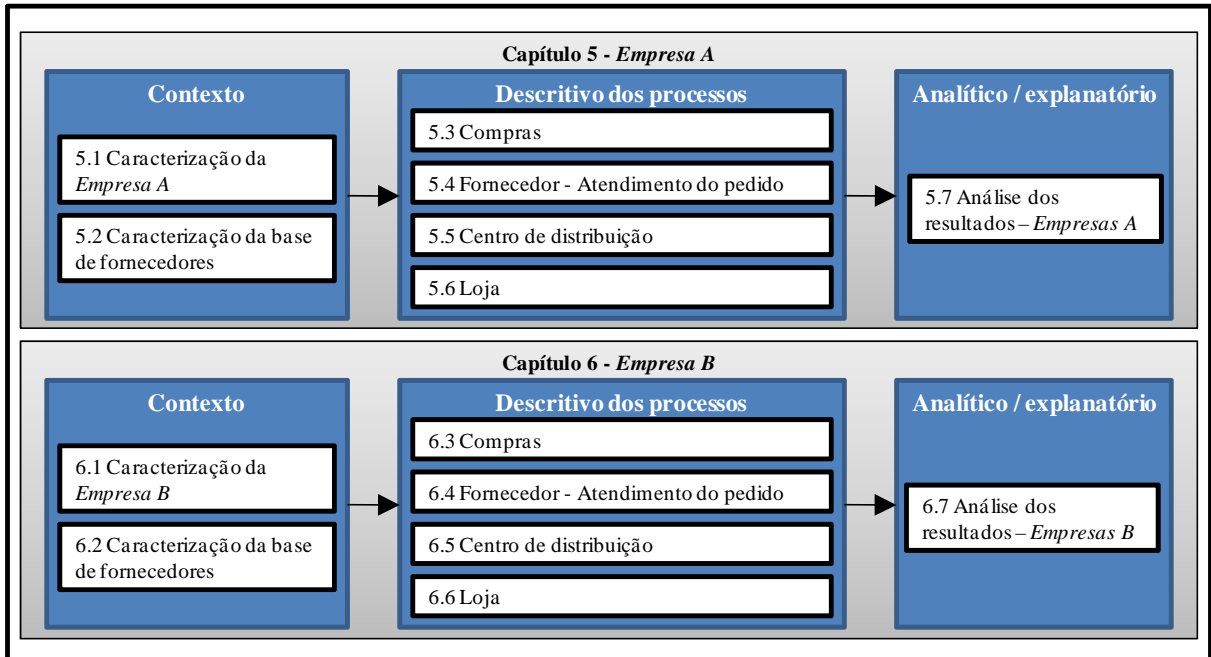 Capítulo 5 - Empresa A
Contexto
5.1 Caracterização da
Empresa A
5.2 Caracterização da base
de fornecedores
Descritivo dos processos
5.3 Compras
5.4 Fornecedor - Atendimento do pedido
5.5 Centro de distribuição
5.6 Loja
Analítico / explanatório
5.7 Análise dos
resultados – Empresas A
Capítulo 6 - Empresa B
Contexto
6.1 Caracterização da
Empresa B
6.2 Caracterização da base
de fornecedores
Descritivo dos processos
6.3 Compras
6.4 Fornecedor - Atendimento do pedido
6.5 Centro de distribuição
6.6 Loja
Analítico / explanatório
6.7 Análise dos
resultados – Empresas B